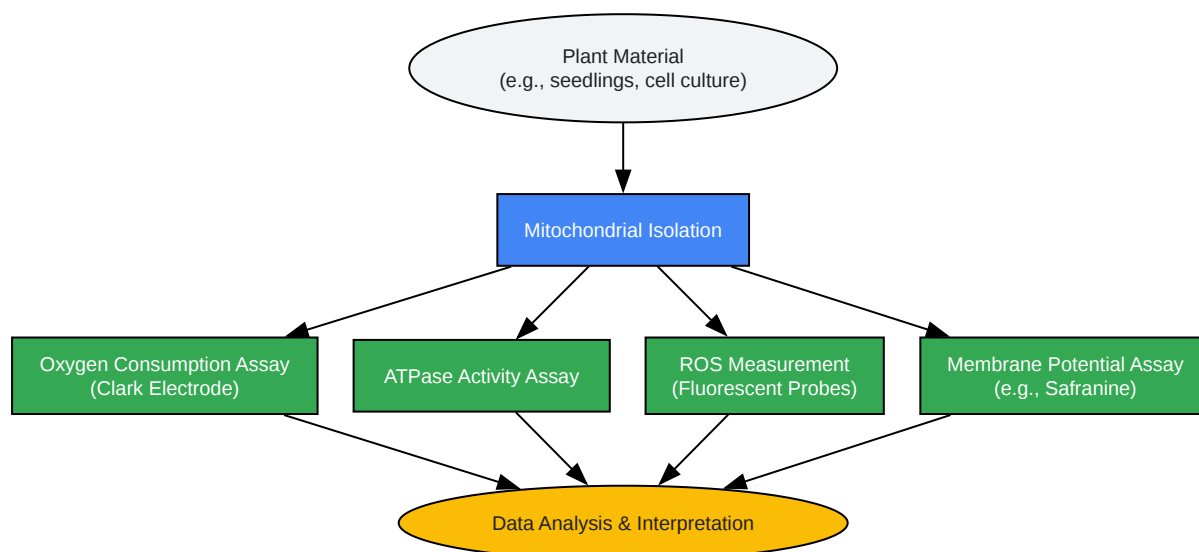 Plant Material
(e.g., seedlings, cell culture)
Mitochondrial Isolation
Oxygen Consumption Assay
(Clark Electrode)
ATPase Activity Assay
ROS Measurement
(Fluorescent Probes)
Membrane Potential Assay
(e.g., Safranine)
Data Analysis & Interpretation